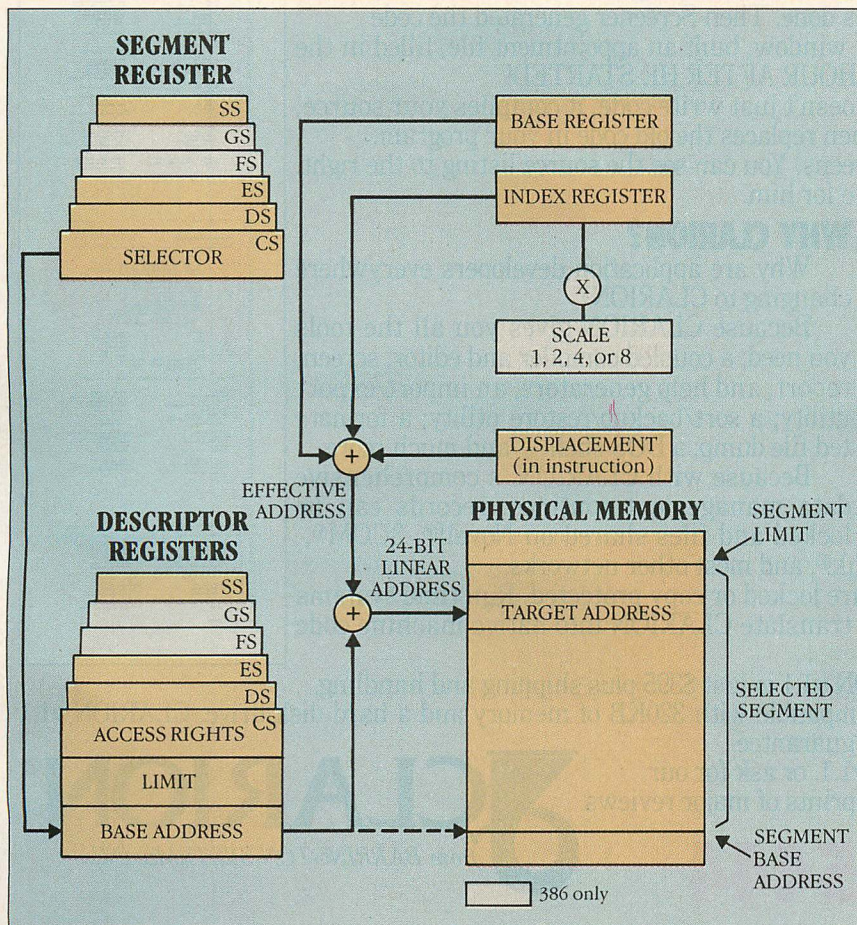 SEGMENT
REGISTER
SS
GS
FS
ES
DS
CS
SELECTOR
BASE REGISTER
INDEX REGISTER
X
SCALE
1, 2, 4, or 8
DISPLACEMENT
(in instruction)
+
EFFECTIVE
ADDRESS
DESCRIPTOR
REGISTERS
SS
GS
FS
ES
DS
CS
ACCESS RIGHTS
LIMIT
BASE ADDRESS
24-BIT
LINEAR
ADDRESS
+
PHYSICAL MEMORY
TARGET ADDRESS
SEGMENT
LIMIT
SELECTED
SEGMENT
SEGMENT
BASE
ADDRESS
386 only